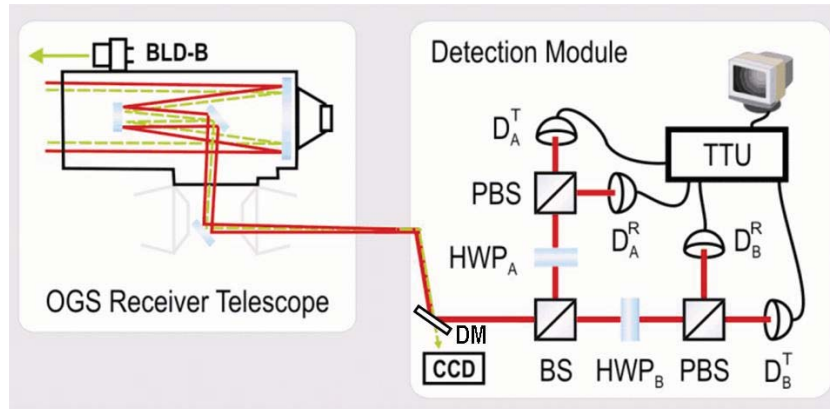 BLD-B
OGS Receiver Telescope
Detection Module
D_A^T
TTU
PBS
D_A^R
D_B^R
HWP_A
DM
CCD
BS
HWP_B
PBS
D_B^T